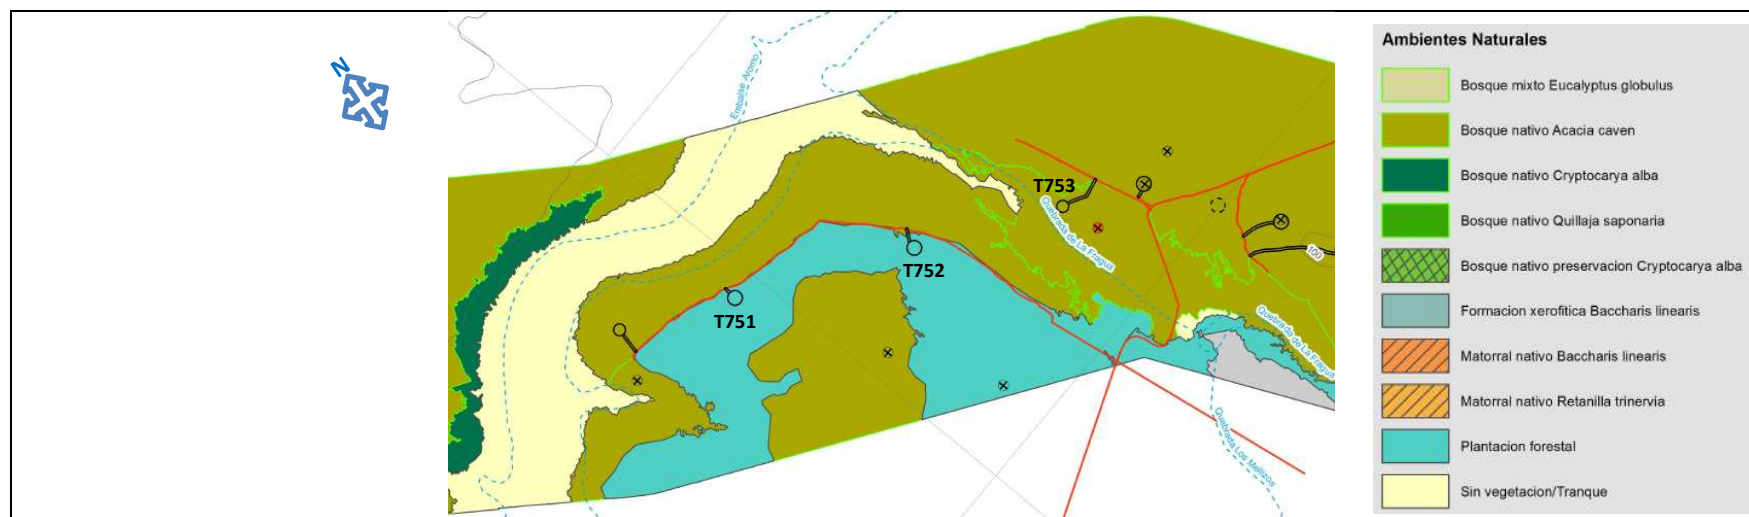 N
Embalse Aromo
T753
Quebrada de La Fragua
100
T752
T751
Quebrada de La Fragua
Quebrada Los Mellizos
Ambientes Naturales
Bosque mixto Eucalyptus globulus
Bosque nativo Acacia caven
Bosque nativo Cryptocarya alba
Bosque nativo Quillaja saponaria
Bosque nativo preservacion Cryptocarya alba
Formacion xerofitica Baccharis linearis
Matorral nativo Baccharis linearis
Matorral nativo Retanilla trinervia
Plantacion forestal
Sin vegetacion/Tranque